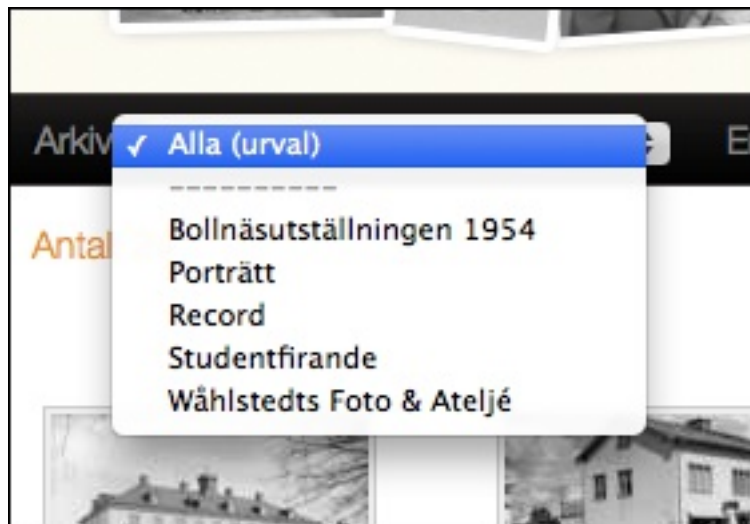 Arkiv
✓ Alla (urval)
----------
Bollnäsutställningen 1954
Antal
Porträtt
Record
Studentfirande
Wåhlstedts Foto & Ateljé